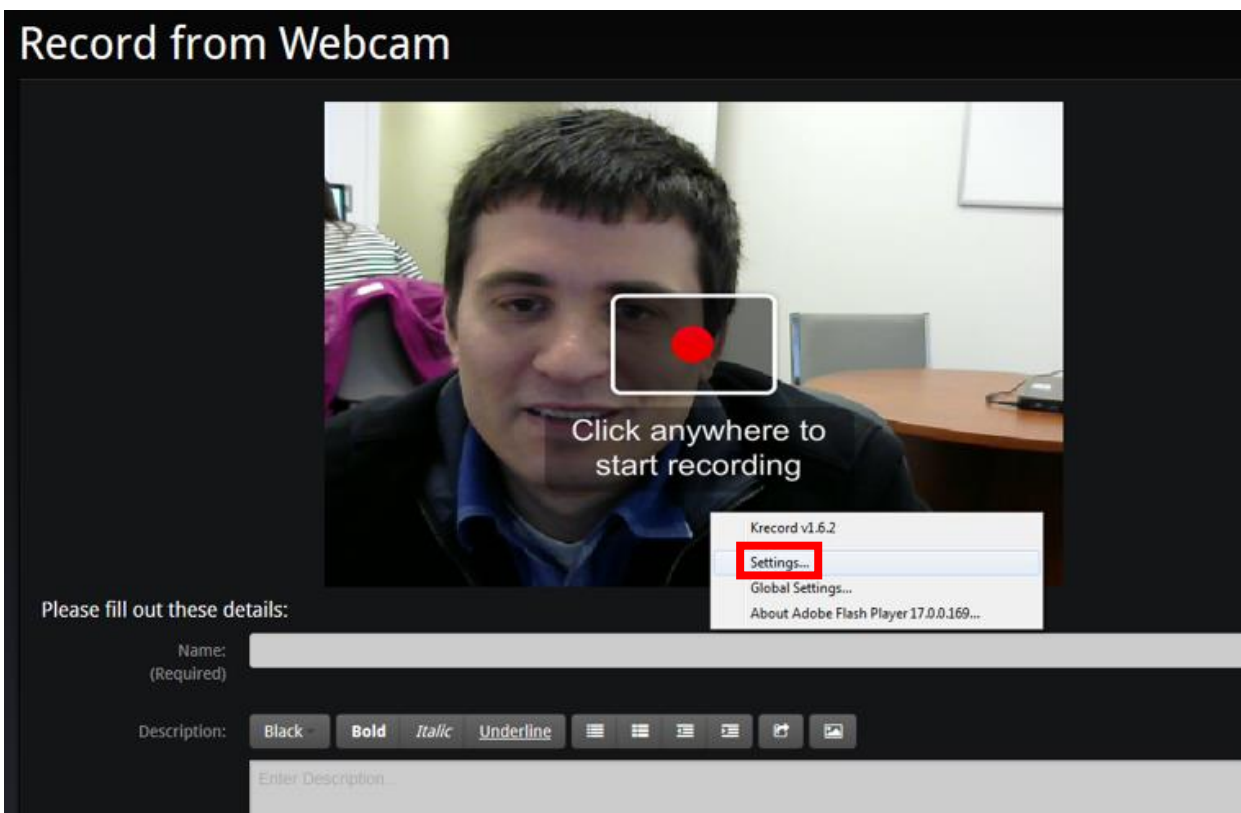 Record from Webcam
Click anywhere to
start recording
Krecord v1.6.2
Settings...
Global Settings...
About Adobe Flash Player 17.0.0.169...
Please fill out these details:
Name:
(Required)
Description:
Black Bold Italic Underline
Enter Description...